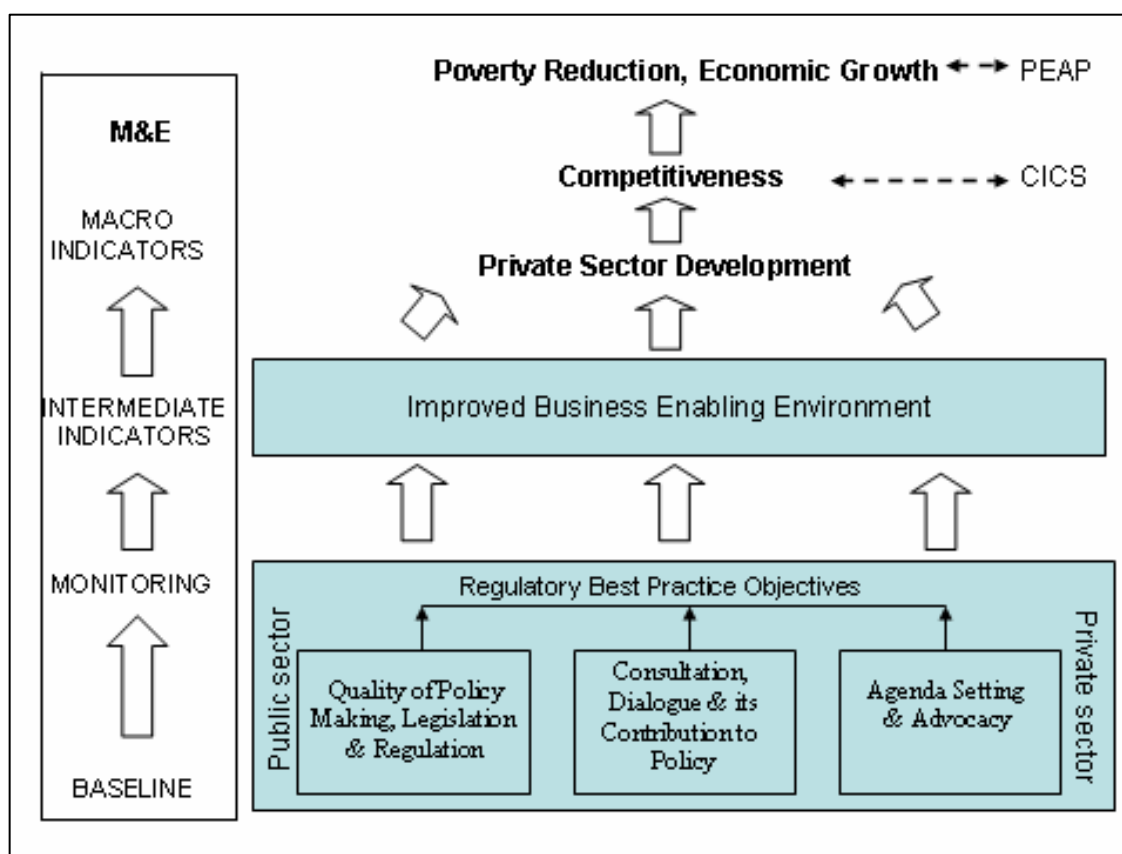 M&E
MACRO
INDICATORS
INTERMEDIATE
INDICATORS
MONITORING
BASELINE
Poverty Reduction, Economic Growth
PEAP
Competitiveness
CICS
Private Sector Development
Improved Business Enabling Environment
Regulatory Best Practice Objectives
Public sector
Quality of Policy
Making, Legislation
& Regulation
Consultation,
Dialogue & its
Contribution to
Policy
Agenda Setting
& Advocacy
Private sector